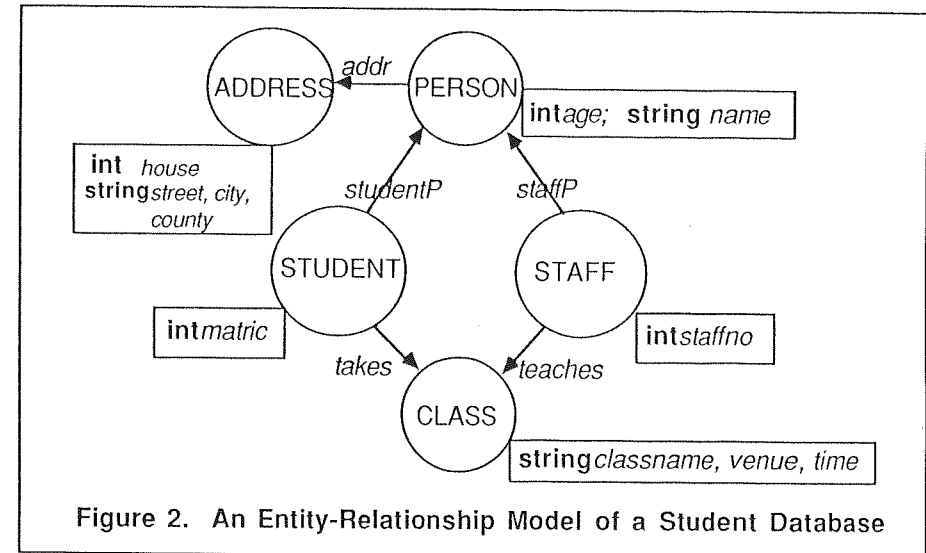 addr
ADDRESS
PERSON
int age; string name
int house
string street, city,
county
studentP
staffP
STUDENT
STAFF
int matric
int staffno
takes
teaches
CLASS
string classname, venue, time
Figure 2. An Entity-Relationship Model of a Student Database